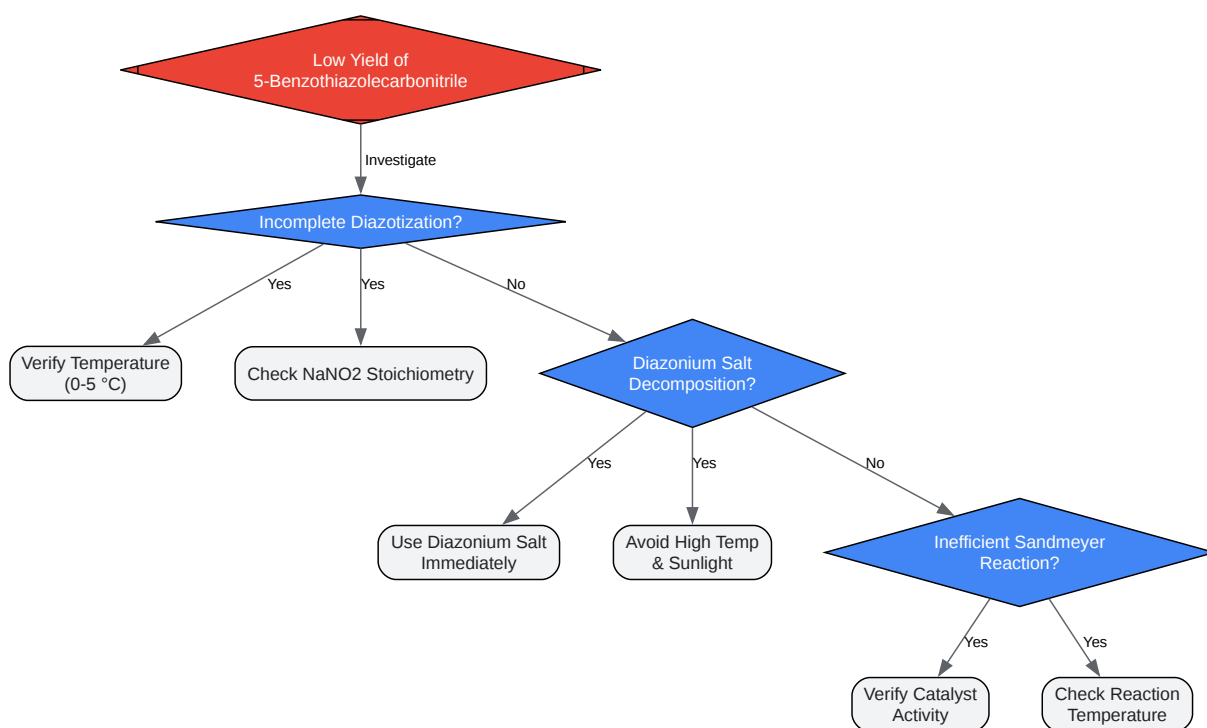 Low Yield of
5-Benzothiazolecarbonitrile
Investigate
Incomplete Diazotization?
Yes
Yes
No
Verify Temperature
(0-5 °C)
Check NaNO2 Stoichiometry
Diazonium Salt
Decomposition?
Yes
Yes
No
Use Diazonium Salt
Immediately
Avoid High Temp
& Sunlight
Inefficient Sandmeyer
Reaction?
Yes
Yes
Verify Catalyst
Activity
Check Reaction
Temperature